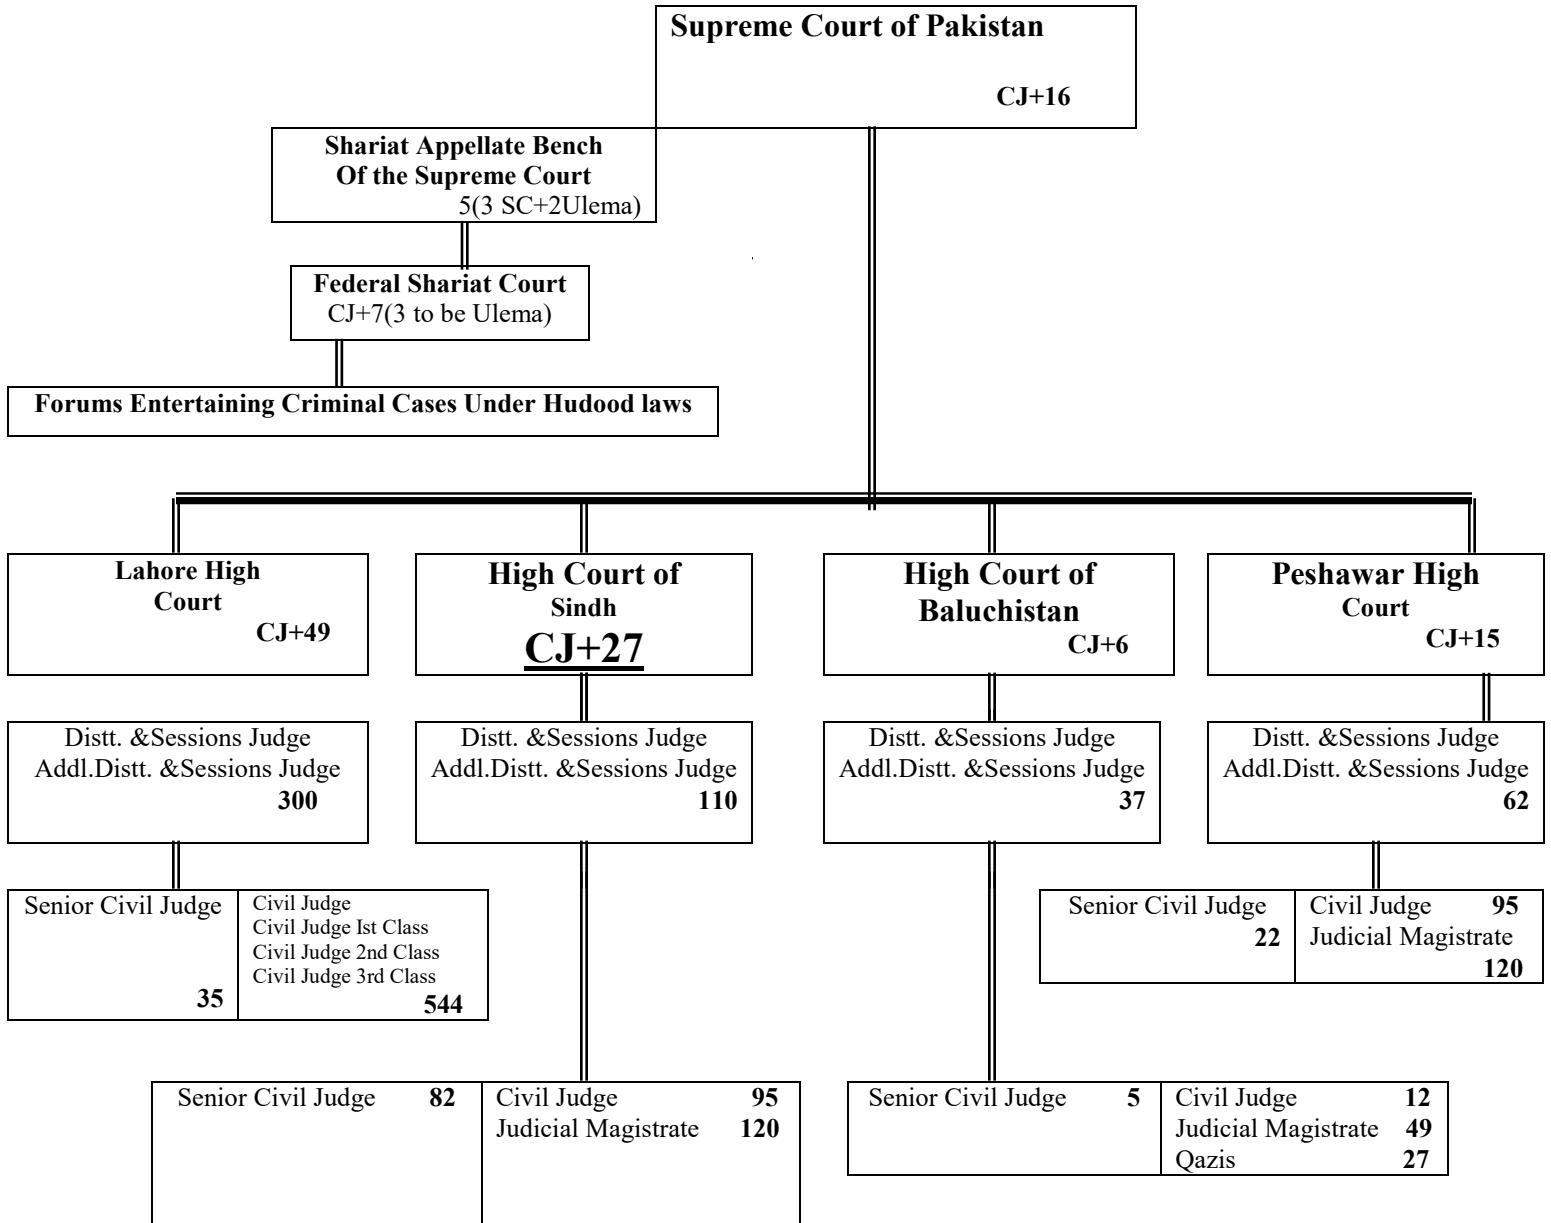 Supreme Court of Pakistan
CJ+16
Shariat Appellate Bench
Of the Supreme Court
5(3 SC+2Ulema)
Federal Shariat Court
CJ+7(3 to be Ulema)
Forums Entertaining Criminal Cases Under Hudood laws
Lahore High
Court
CJ+49
High Court of
Sindh
CJ+27
High Court of
Baluchistan
CJ+6
Peshawar High
Court
CJ+15
Distt. &Sessions Judge
Addl.Distt. &Sessions Judge
300
Distt. &Sessions Judge
Addl.Distt. &Sessions Judge
110
Distt. &Sessions Judge
Addl.Distt. &Sessions Judge
37
Distt. &Sessions Judge
Addl.Distt. &Sessions Judge
62
Senior Civil Judge
35
Civil Judge
Civil Judge Ist Class
Civil Judge 2nd Class
Civil Judge 3rd Class
544
Senior Civil Judge
22
Civil Judge 95
Judicial Magistrate
120
Senior Civil Judge 82
Civil Judge 95
Judicial Magistrate 120
Senior Civil Judge 5
Civil Judge 12
Judicial Magistrate 49
Qazis 27